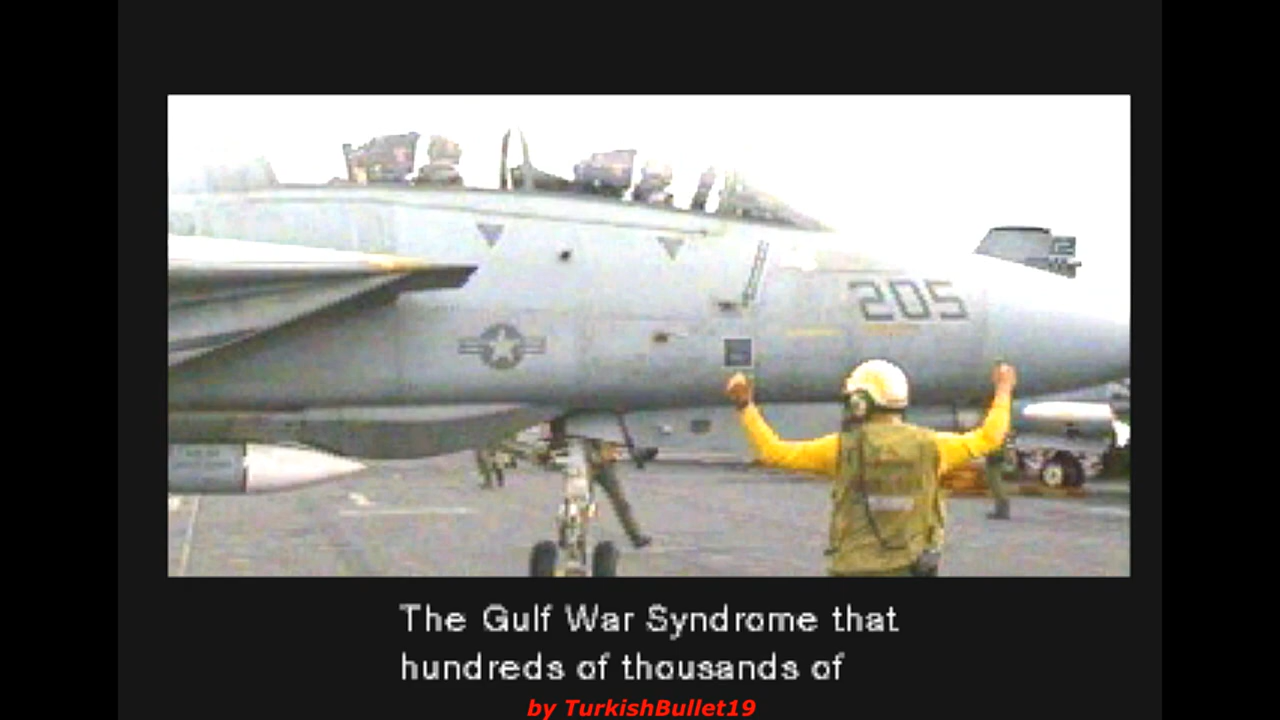 205
The Gulf War Syndrome that
hundreds of thousands of
by TurkishBullet19